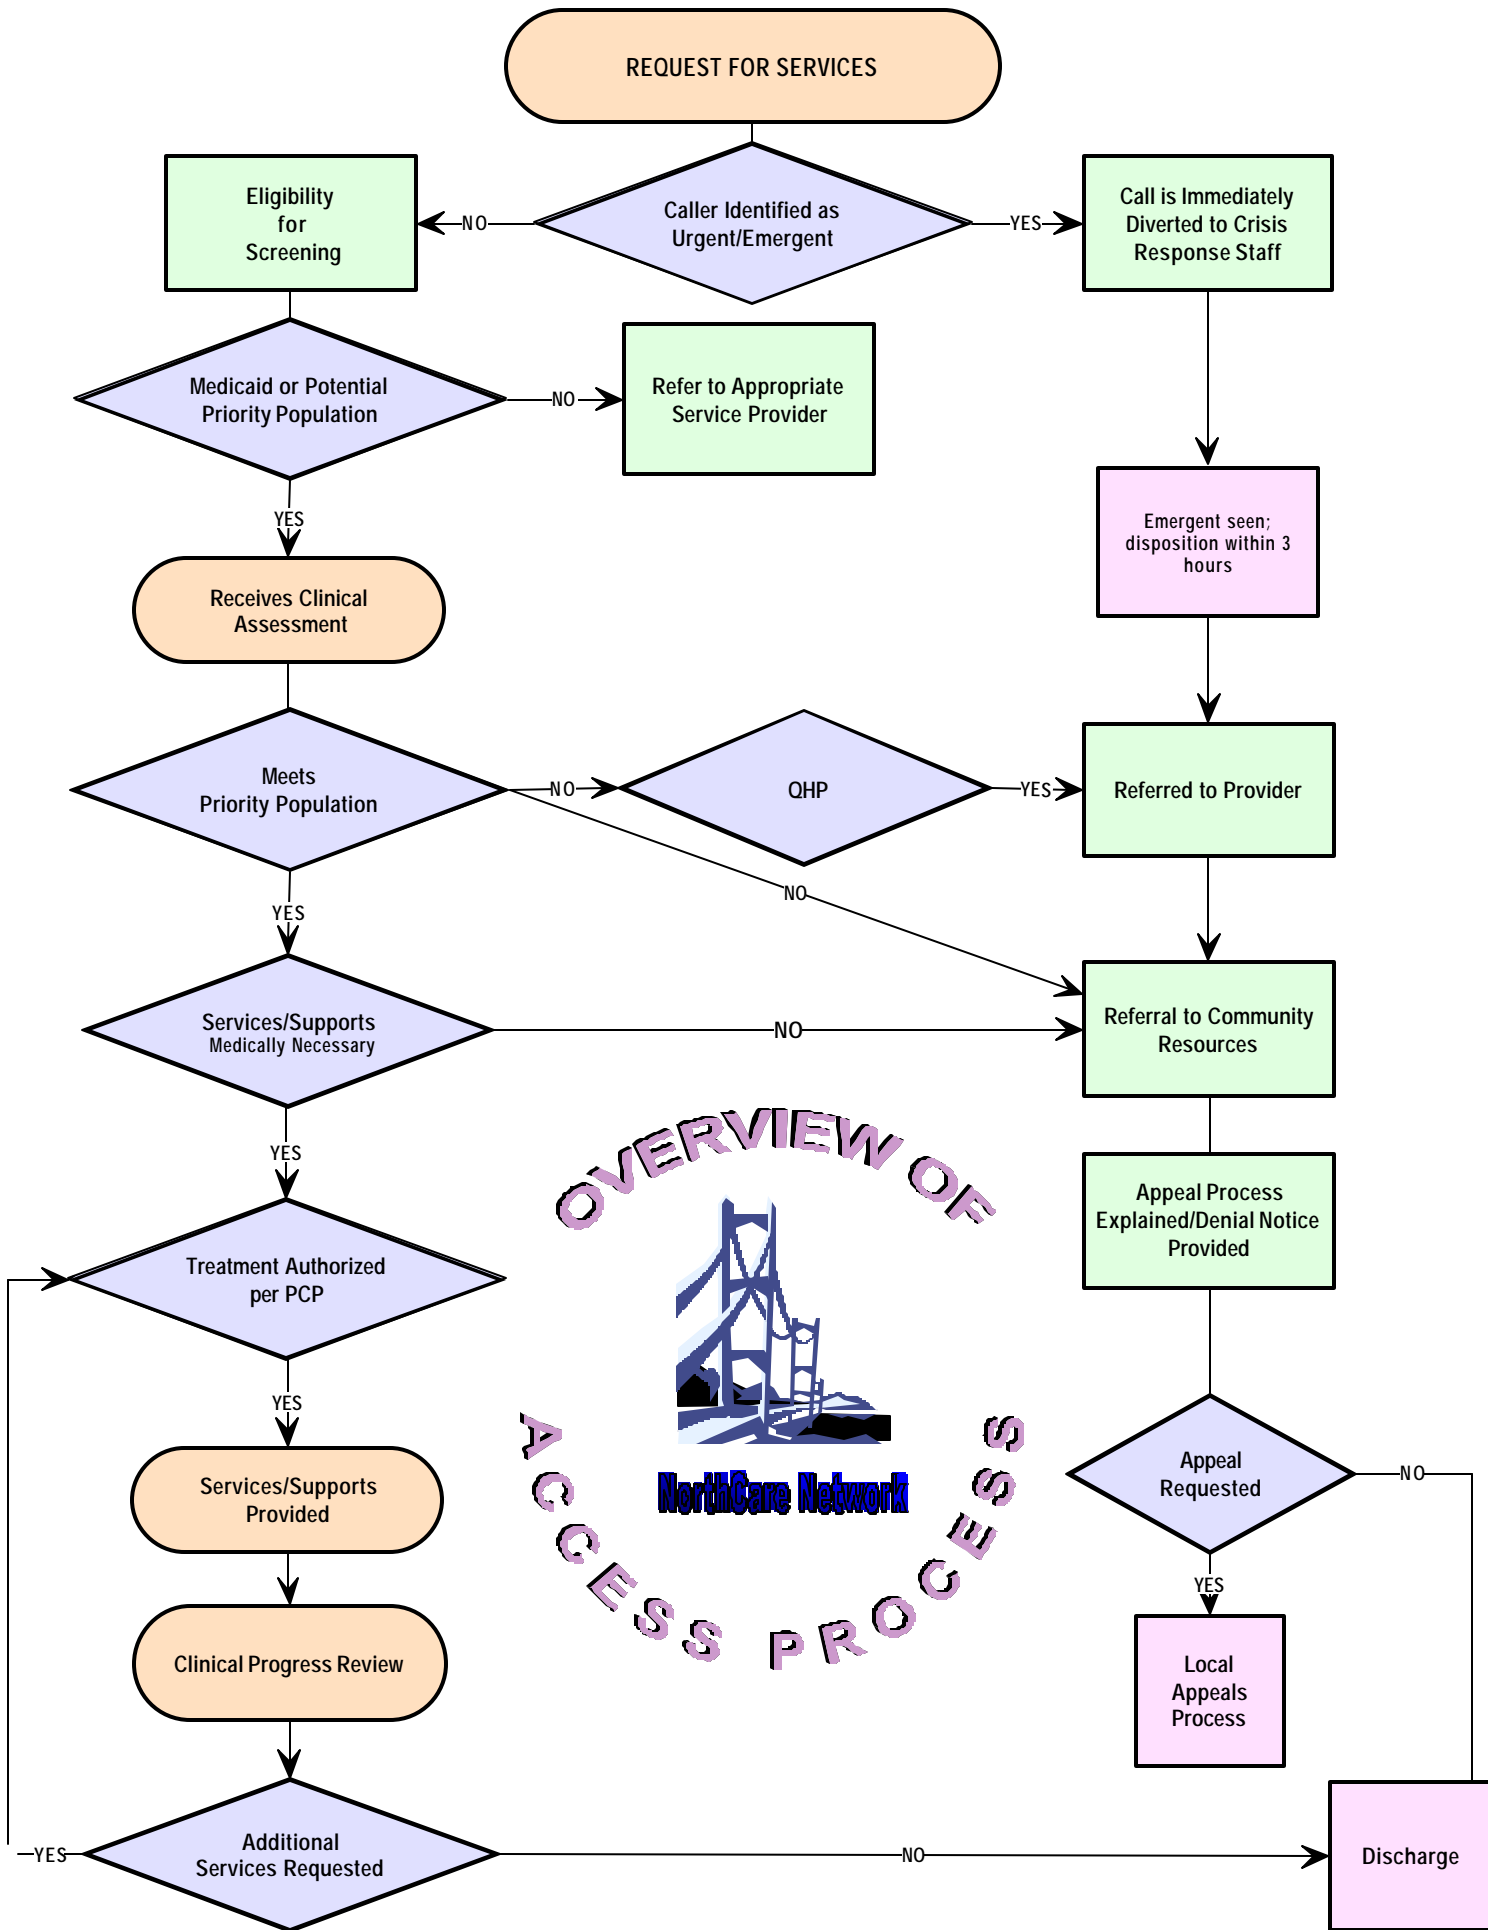 REQUEST FOR SERVICES
Eligibility
for
Screening
NO
Caller Identified as
Urgent/Emergent
YES
Call is Immediately
Diverted to Crisis
Response Staff
Medicaid or Potential
Priority Population
NO
Refer to Appropriate
Service Provider
YES
Emergent seen;
disposition within 3
hours
Receives Clinical
Assessment
Meets
Priority Population
NO
QHP
YES
Referred to Provider
NO
YES
Services/Supports
Medically Necessary
NO
Referral to Community
Resources
YES
OVERVIEW OF
Appeal Process
Explained/Denial Notice
Provided
Treatment Authorized
per PCP
YES
NorthCare Network
ACCESS PROCESS
Appeal
Requested
NO
Services/Supports
Provided
YES
Clinical Progress Review
Local
Appeals
Process
YES
Additional
Services Requested
NO
Discharge